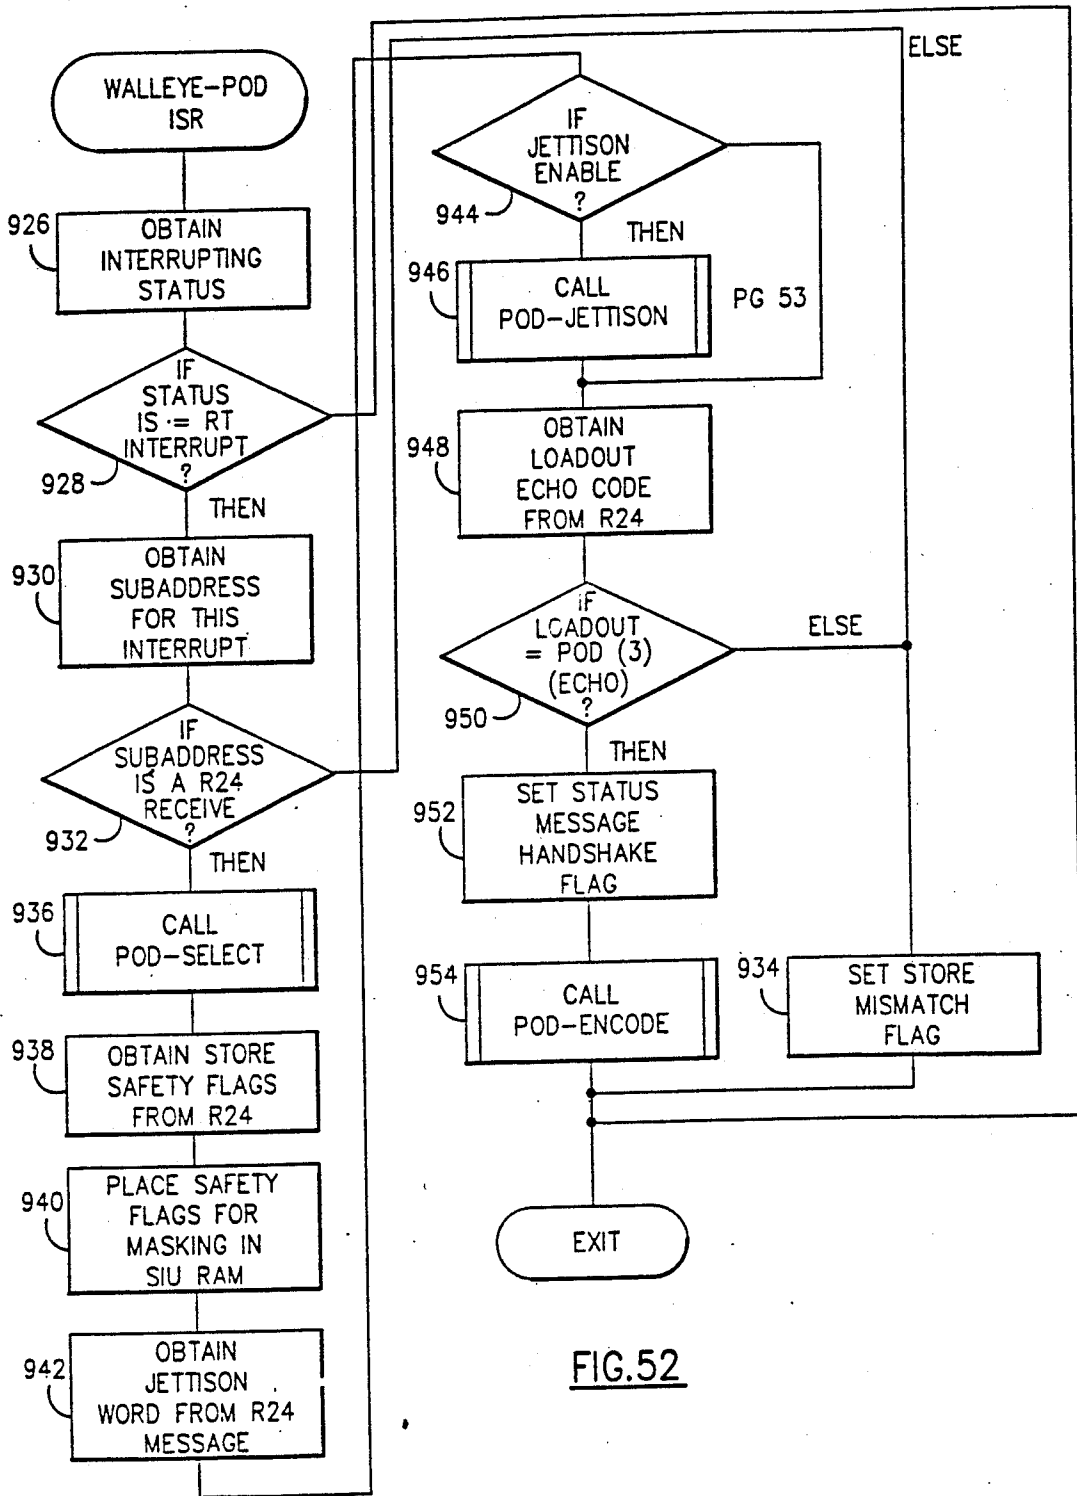 WALLEYE-POD
ISR
926
OBTAIN
INTERRUPTING
STATUS
IF
STATUS
IS := RT
INTERRUPT
?
928
THEN
930
OBTAIN
SUBADDRESS
FOR THIS
INTERRUPT
IF
SUBADDRESS
IS A R24
RECEIVE
?
932
THEN
936
CALL
POD-SELECT
938
OBTAIN STORE
SAFETY FLAGS
FROM R24
940
PLACE SAFETY
FLAGS FOR
MASKING IN
SIU RAM
942
OBTAIN
JETTISON
WORD FROM R24
MESSAGE
IF
JETTISON
ENABLE
?
944
THEN
946
CALL
POD-JETTISON
PG 53
948
OBTAIN
LOADOUT
ECHO CODE
FROM R24
IF
LOADOUT
= POD (3)
(ECHO)
?
950
ELSE
THEN
952
SET STATUS
MESSAGE
HANDSHAKE
FLAG
954
CALL
POD-ENCODE
ELSE
934
SET STORE
MISMATCH
FLAG
EXIT
FIG.52